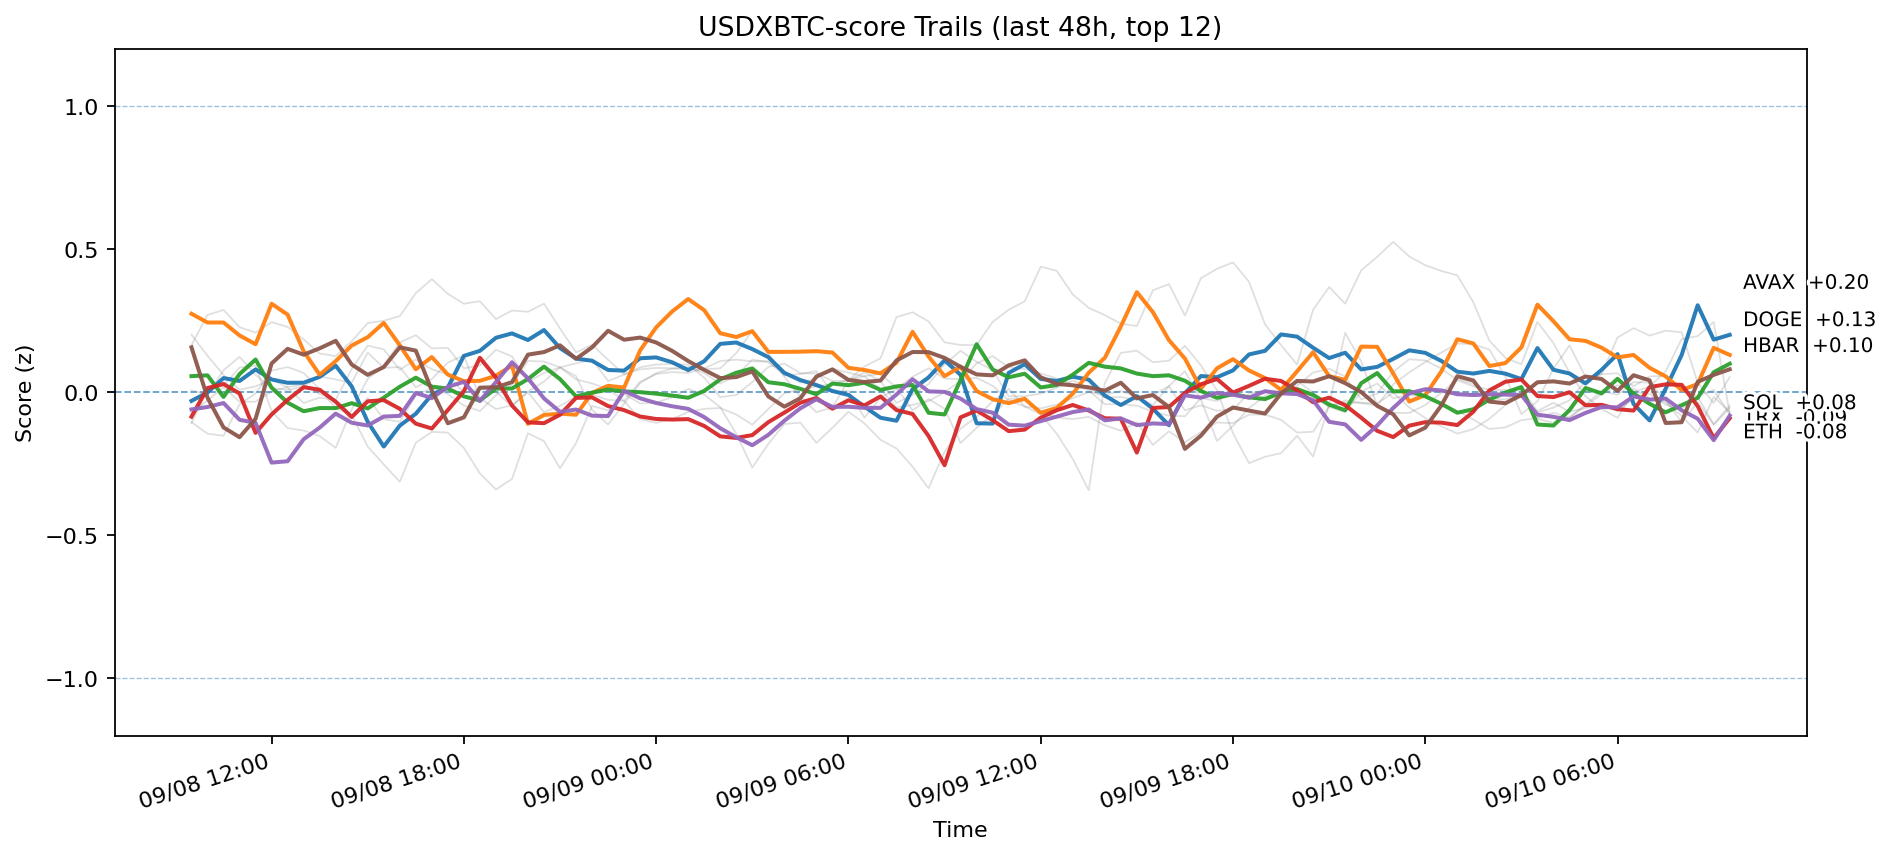 USDXBTC-score Trails (last 48h, top 12)
1.0
0.5
0.0
−0.5
−1.0
Score (z)
AVAX +0.20
DOGE +0.13
HBAR +0.10
SOL +0.08
TRX -0.09
ETH -0.08
09/08 12:00
09/08 18:00
09/09 00:00
09/09 06:00
09/09 12:00
09/09 18:00
09/10 00:00
09/10 06:00
Time